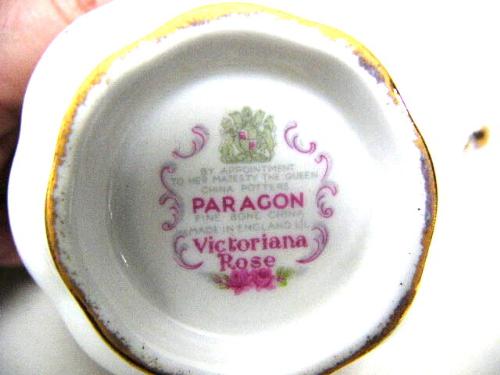 BY APPOINTMENT
TO HER MAJESTY THE QUEEN
CHINA POTTERS
PARAGON
FINE BONE CHINA
MADE IN ENGLAND
Victoriana
Rose